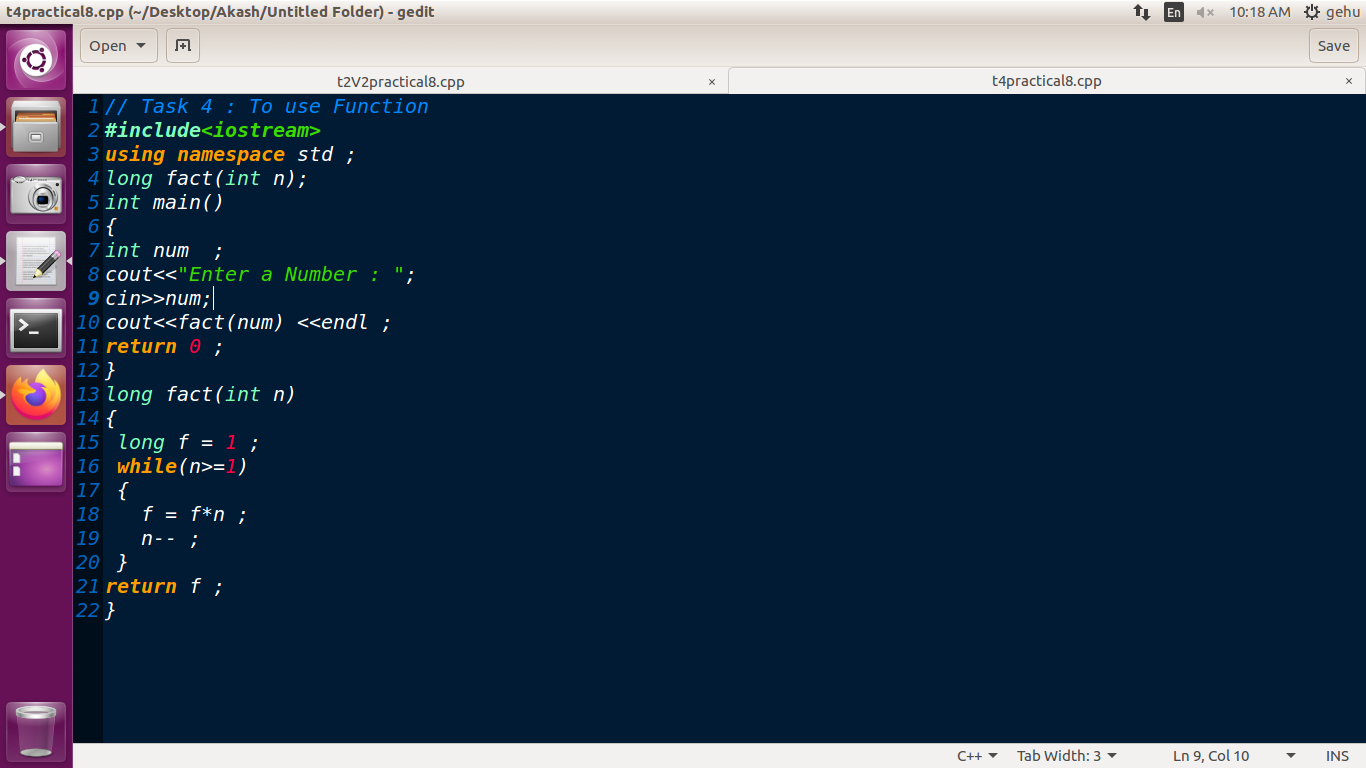 t4practical8.cpp (~/Desktop/Akash/Untitled Folder) - gedit
En
10:18 AM
gehu
Open
Save
t2V2practical8.cpp ×
t4practical8.cpp ×
1 // Task 4 : To use Function
2 #include<iostream>
3 using namespace std ;
4 long fact(int n);
5 int main()
6 {
7 int num  ;
8 cout<<"Enter a Number : ";
9 cin>>num;
10 cout<<fact(num) <<endl ;
11 return 0 ;
12 }
13 long fact(int n)
14 {
15  long f = 1 ;
16  while(n>=1)
17  {
18    f = f*n ;
19    n-- ;
20  }
21 return f ;
22 }
C++ Tab Width: 3 Ln 9, Col 10 INS